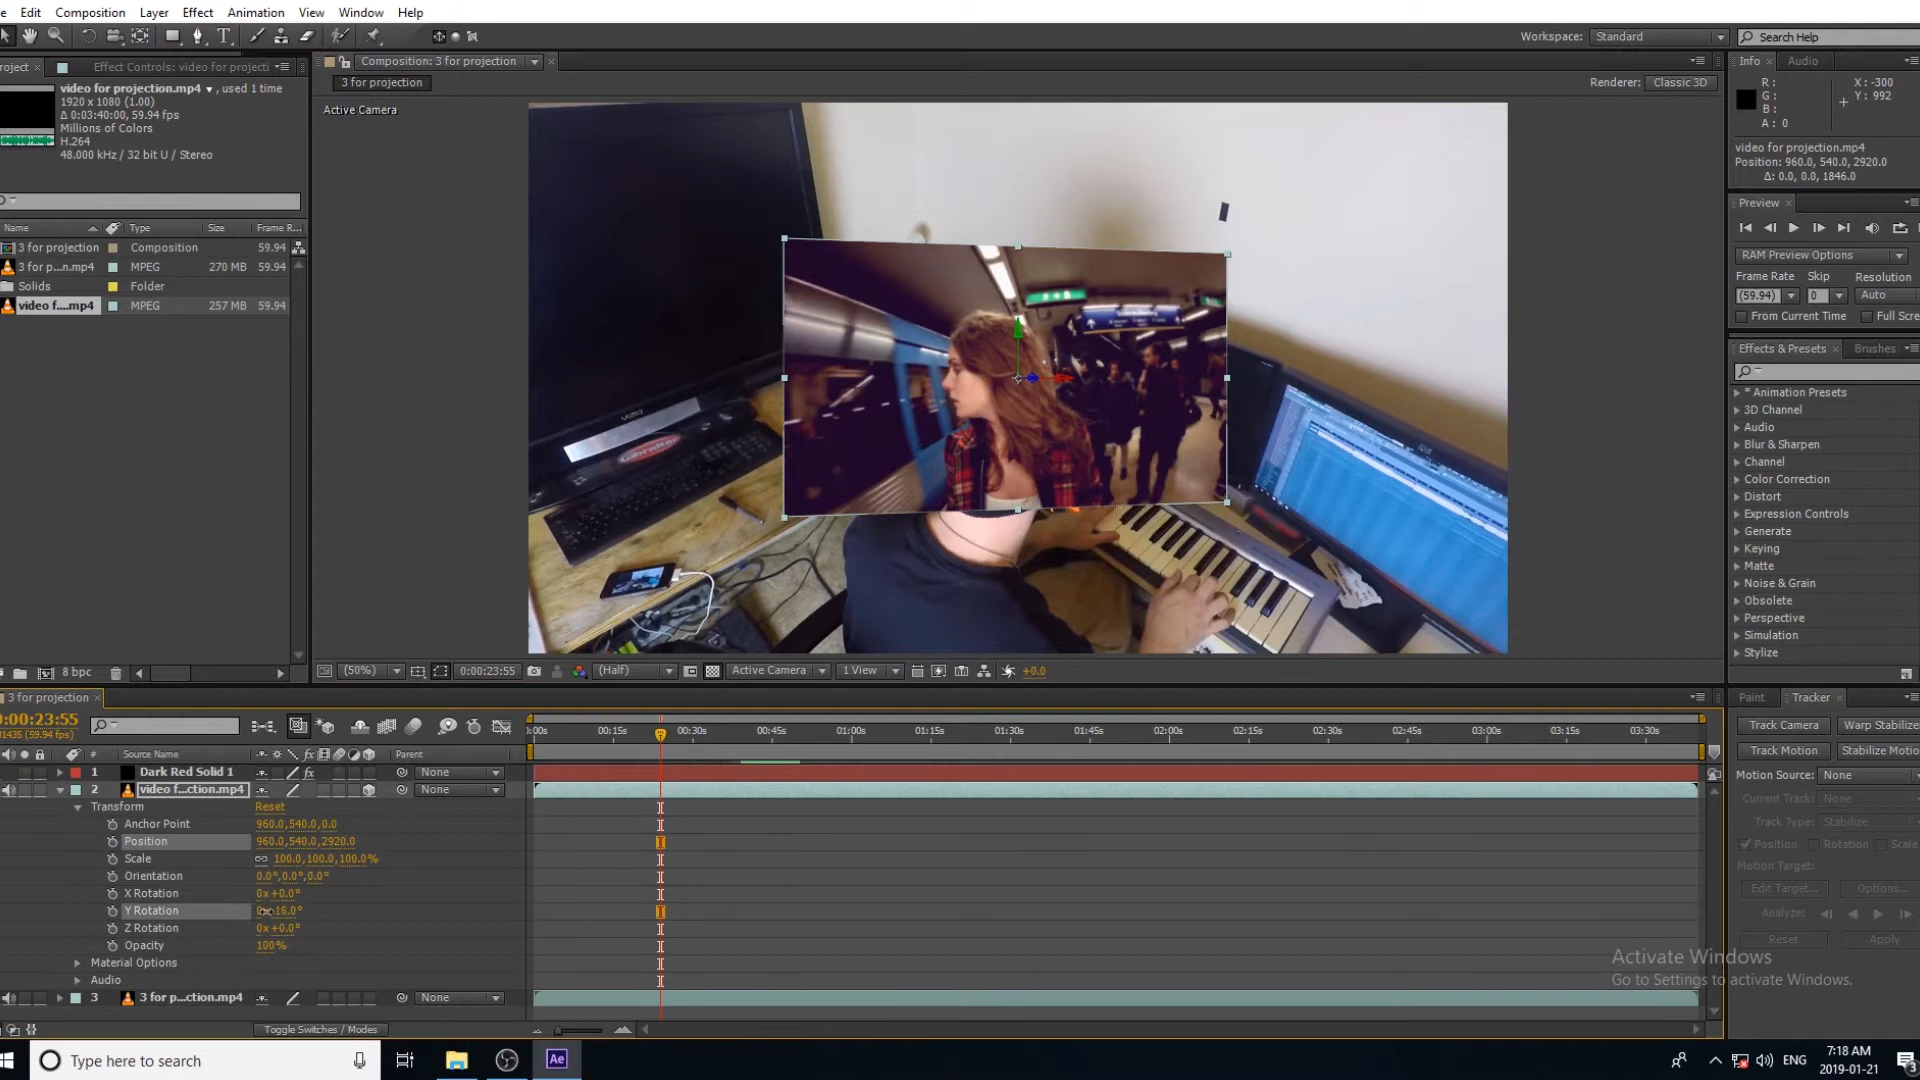 Edit Composition Layer Effect Animation View Window Help
Workspace: Standard
Search Help
Effect Controls: video for projecti
Composition: 3 for projection
Info
Audio
3 for projection
Renderer: Classic 3D
Active Camera
video for projection.mp4 ▼, used 1 time
1920 x 1080 (1.00)
Δ 0:03:40:00, 59.94 fps
Millions of Colors
H.264
48.000 kHz / 32 bit U / Stereo
R :
G :
B :
A : 0
X : -300
Y : 992
video for projection.mp4
Position: 960.0, 540.0, 2920.0
Δ: 0.0, 0.0, 1846.0
Preview
RAM Preview Options
Frame Rate Skip Resolution
(59.94) 0 Auto
From Current Time Full Scre
Name Type Size Frame R...
3 for projection Composition 59.94
3 for p...n.mp4 MPEG 270 MB 59.94
Solids Folder
video f....mp4 MPEG 257 MB 59.94
8 bpc
Effects & Presets
Brushes
* Animation Presets
3D Channel
Audio
Blur & Sharpen
Channel
Color Correction
Distort
Expression Controls
Generate
Keying
Matte
Noise & Grain
Obsolete
Perspective
Simulation
Stylize
VIZIO
Gibraltar
(50%) 0:00:23:55 (Half) Active Camera 1 View +0.0
3 for projection
0:00:23:55
01435 (59.94 fps)
:00s 00:15s 00:30s 00:45s 01:00s 01:15s 01:30s 01:45s 02:00s 02:15s 02:30s 02:45s 03:00s 03:15s 03:30s
# Source Name Parent
1 Dark Red Solid 1 None
2 video f...ction.mp4 None
Transform Reset
Anchor Point 960.0,540.0,0.0
Position 960.0,540.0,2920.0
Scale 100.0,100.0,100.0%
Orientation 0.0°,0.0°,0.0°
X Rotation 0x+0.0°
Y Rotation 16.0°
Z Rotation 0x+0.0°
Opacity 100%
Material Options
Audio
3 3 for p...ction.mp4 None
Toggle Switches / Modes
Paint
Tracker
Track Camera Warp Stabilize
Track Motion Stabilize Motio
Motion Source: None
Current Track: None
Track Type: Stabilize
Position Rotation Scale
Motion Target:
Edit Target... Options...
Analyze:
Reset Apply
Activate Windows
Go to Settings to activate Windows.
Type here to search
Ae
ENG
7:18 AM
2019-01-21
3